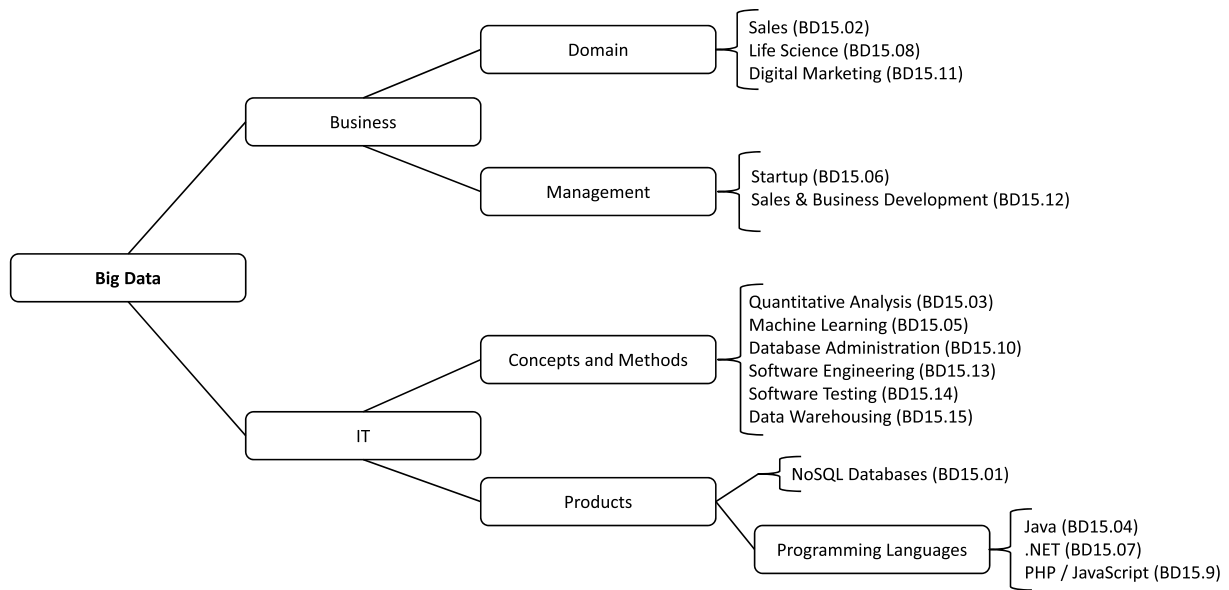 Domain
Sales (BD15.02)
Life Science (BD15.08)
Digital Marketing (BD15.11)
Business
Management
Startup (BD15.06)
Sales & Business Development (BD15.12)
Big Data
Concepts and Methods
Quantitative Analysis (BD15.03)
Machine Learning (BD15.05)
Database Administration (BD15.10)
Software Engineering (BD15.13)
Software Testing (BD15.14)
Data Warehousing (BD15.15)
IT
Products
NoSQL Databases (BD15.01)
Programming Languages
Java (BD15.04)
.NET (BD15.07)
PHP / JavaScript (BD15.9)